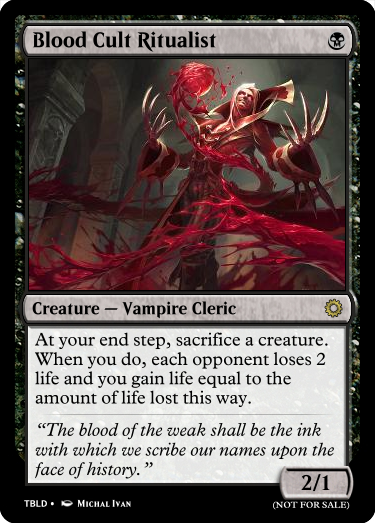 Blood Cult Ritualist
Creature — Vampire Cleric
At your end step, sacrifice a creature.
When you do, each opponent loses 2
life and you gain life equal to the
amount of life lost this way.
“The blood of the weak shall be the ink
with which we scribe our names upon the
face of history.”
2/1
TBLD • Michal Ivan
(NOT FOR SALE)